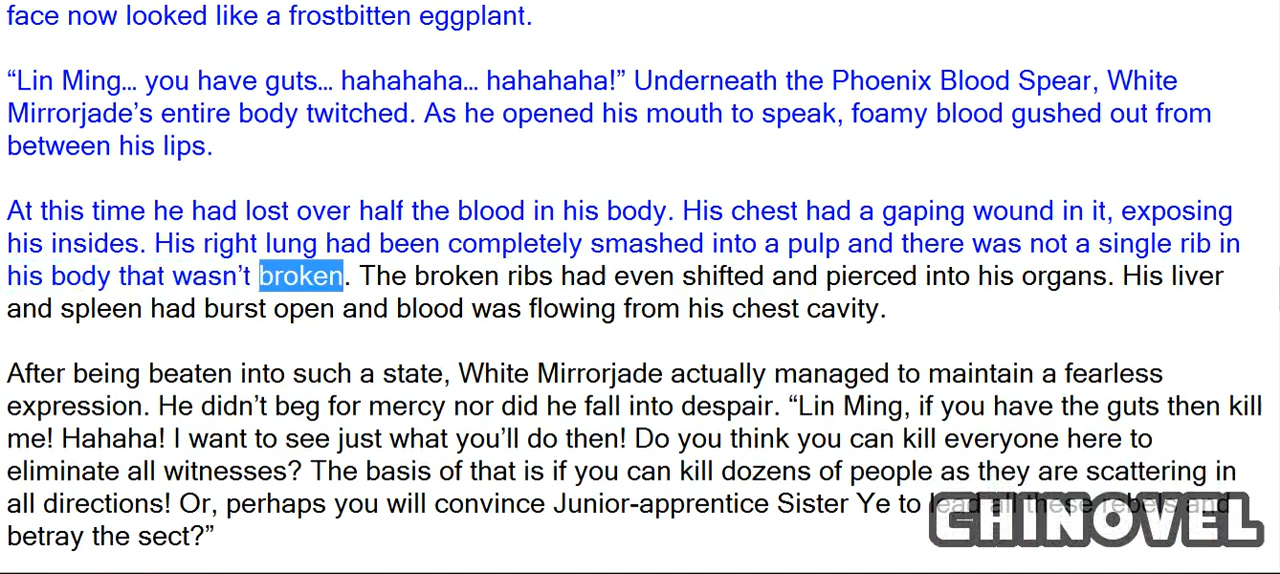 face now looked like a frostbitten eggplant.
“Lin Ming… you have guts… hahahaha… hahahaha!” Underneath the Phoenix Blood Spear, White
Mirrorjade’s entire body twitched. As he opened his mouth to speak, foamy blood gushed out from
between his lips.
At this time he had lost over half the blood in his body. His chest had a gaping wound in it, exposing
his insides. His right lung had been completely smashed into a pulp and there was not a single rib in
his body that wasn’t broken. The broken ribs had even shifted and pierced into his organs. His liver
and spleen had burst open and blood was flowing from his chest cavity.
After being beaten into such a state, White Mirrorjade actually managed to maintain a fearless
expression. He didn’t beg for mercy nor did he fall into despair. “Lin Ming, if you have the guts then kill
me! Hahaha! I want to see just what you’ll do then! Do you think you can kill everyone here to
eliminate all witnesses? The basis of that is if you can kill dozens of people as they are scattering in
all directions! Or, perhaps you will convince Junior-apprentice Sister Ye to lead all these rebels and
betray the sect?”
CHINOVEL